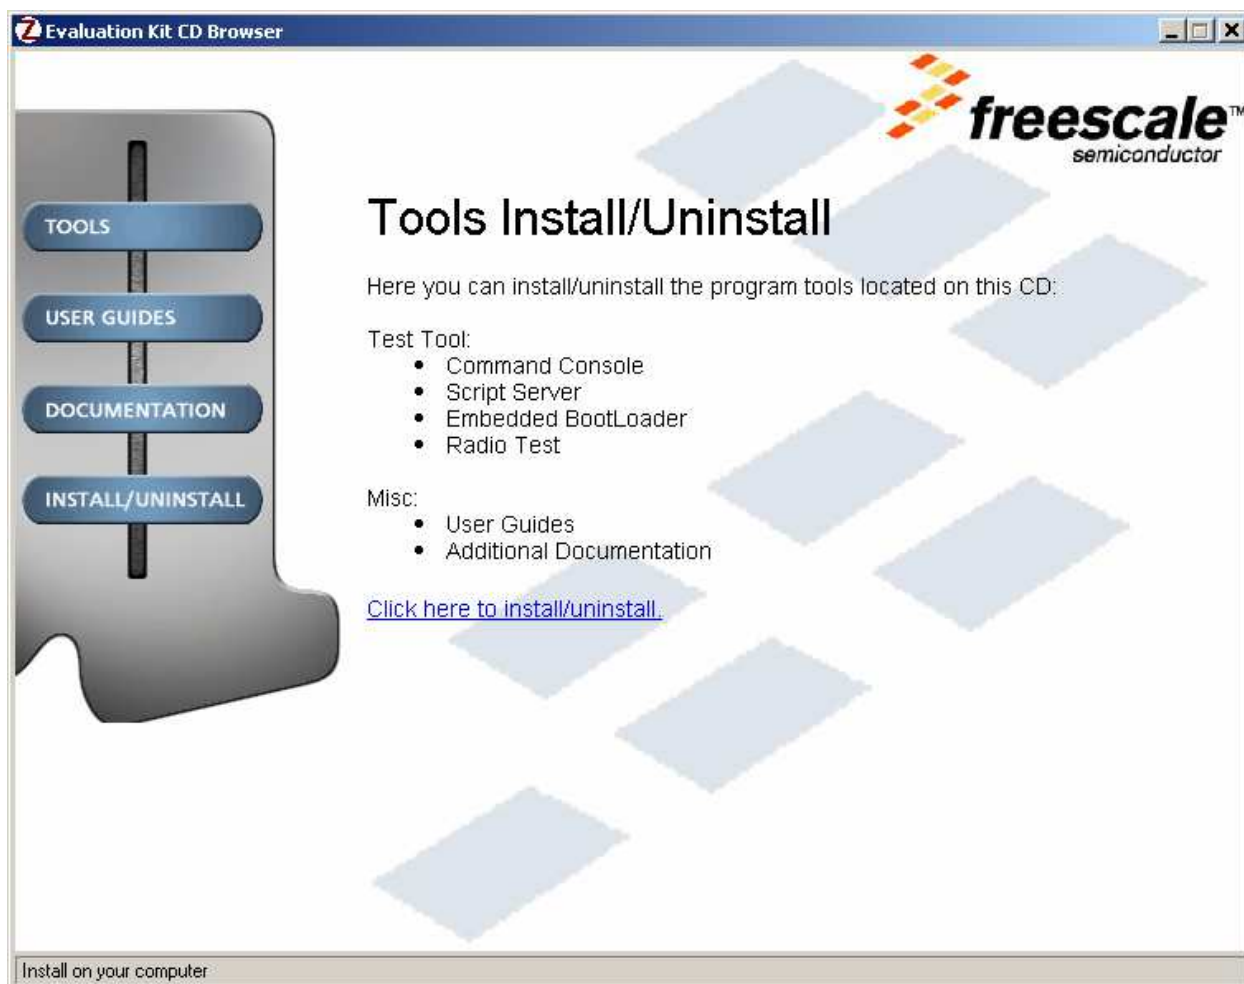 Evaluation Kit CD Browser
freescale™
semiconductor
TOOLS
USER GUIDES
DOCUMENTATION
INSTALL/UNINSTALL
Tools Install/Uninstall
Here you can install/uninstall the program tools located on this CD:
Test Tool:
• Command Console
• Script Server
• Embedded BootLoader
• Radio Test
Misc:
• User Guides
• Additional Documentation
Click here to install/uninstall.
Install on your computer